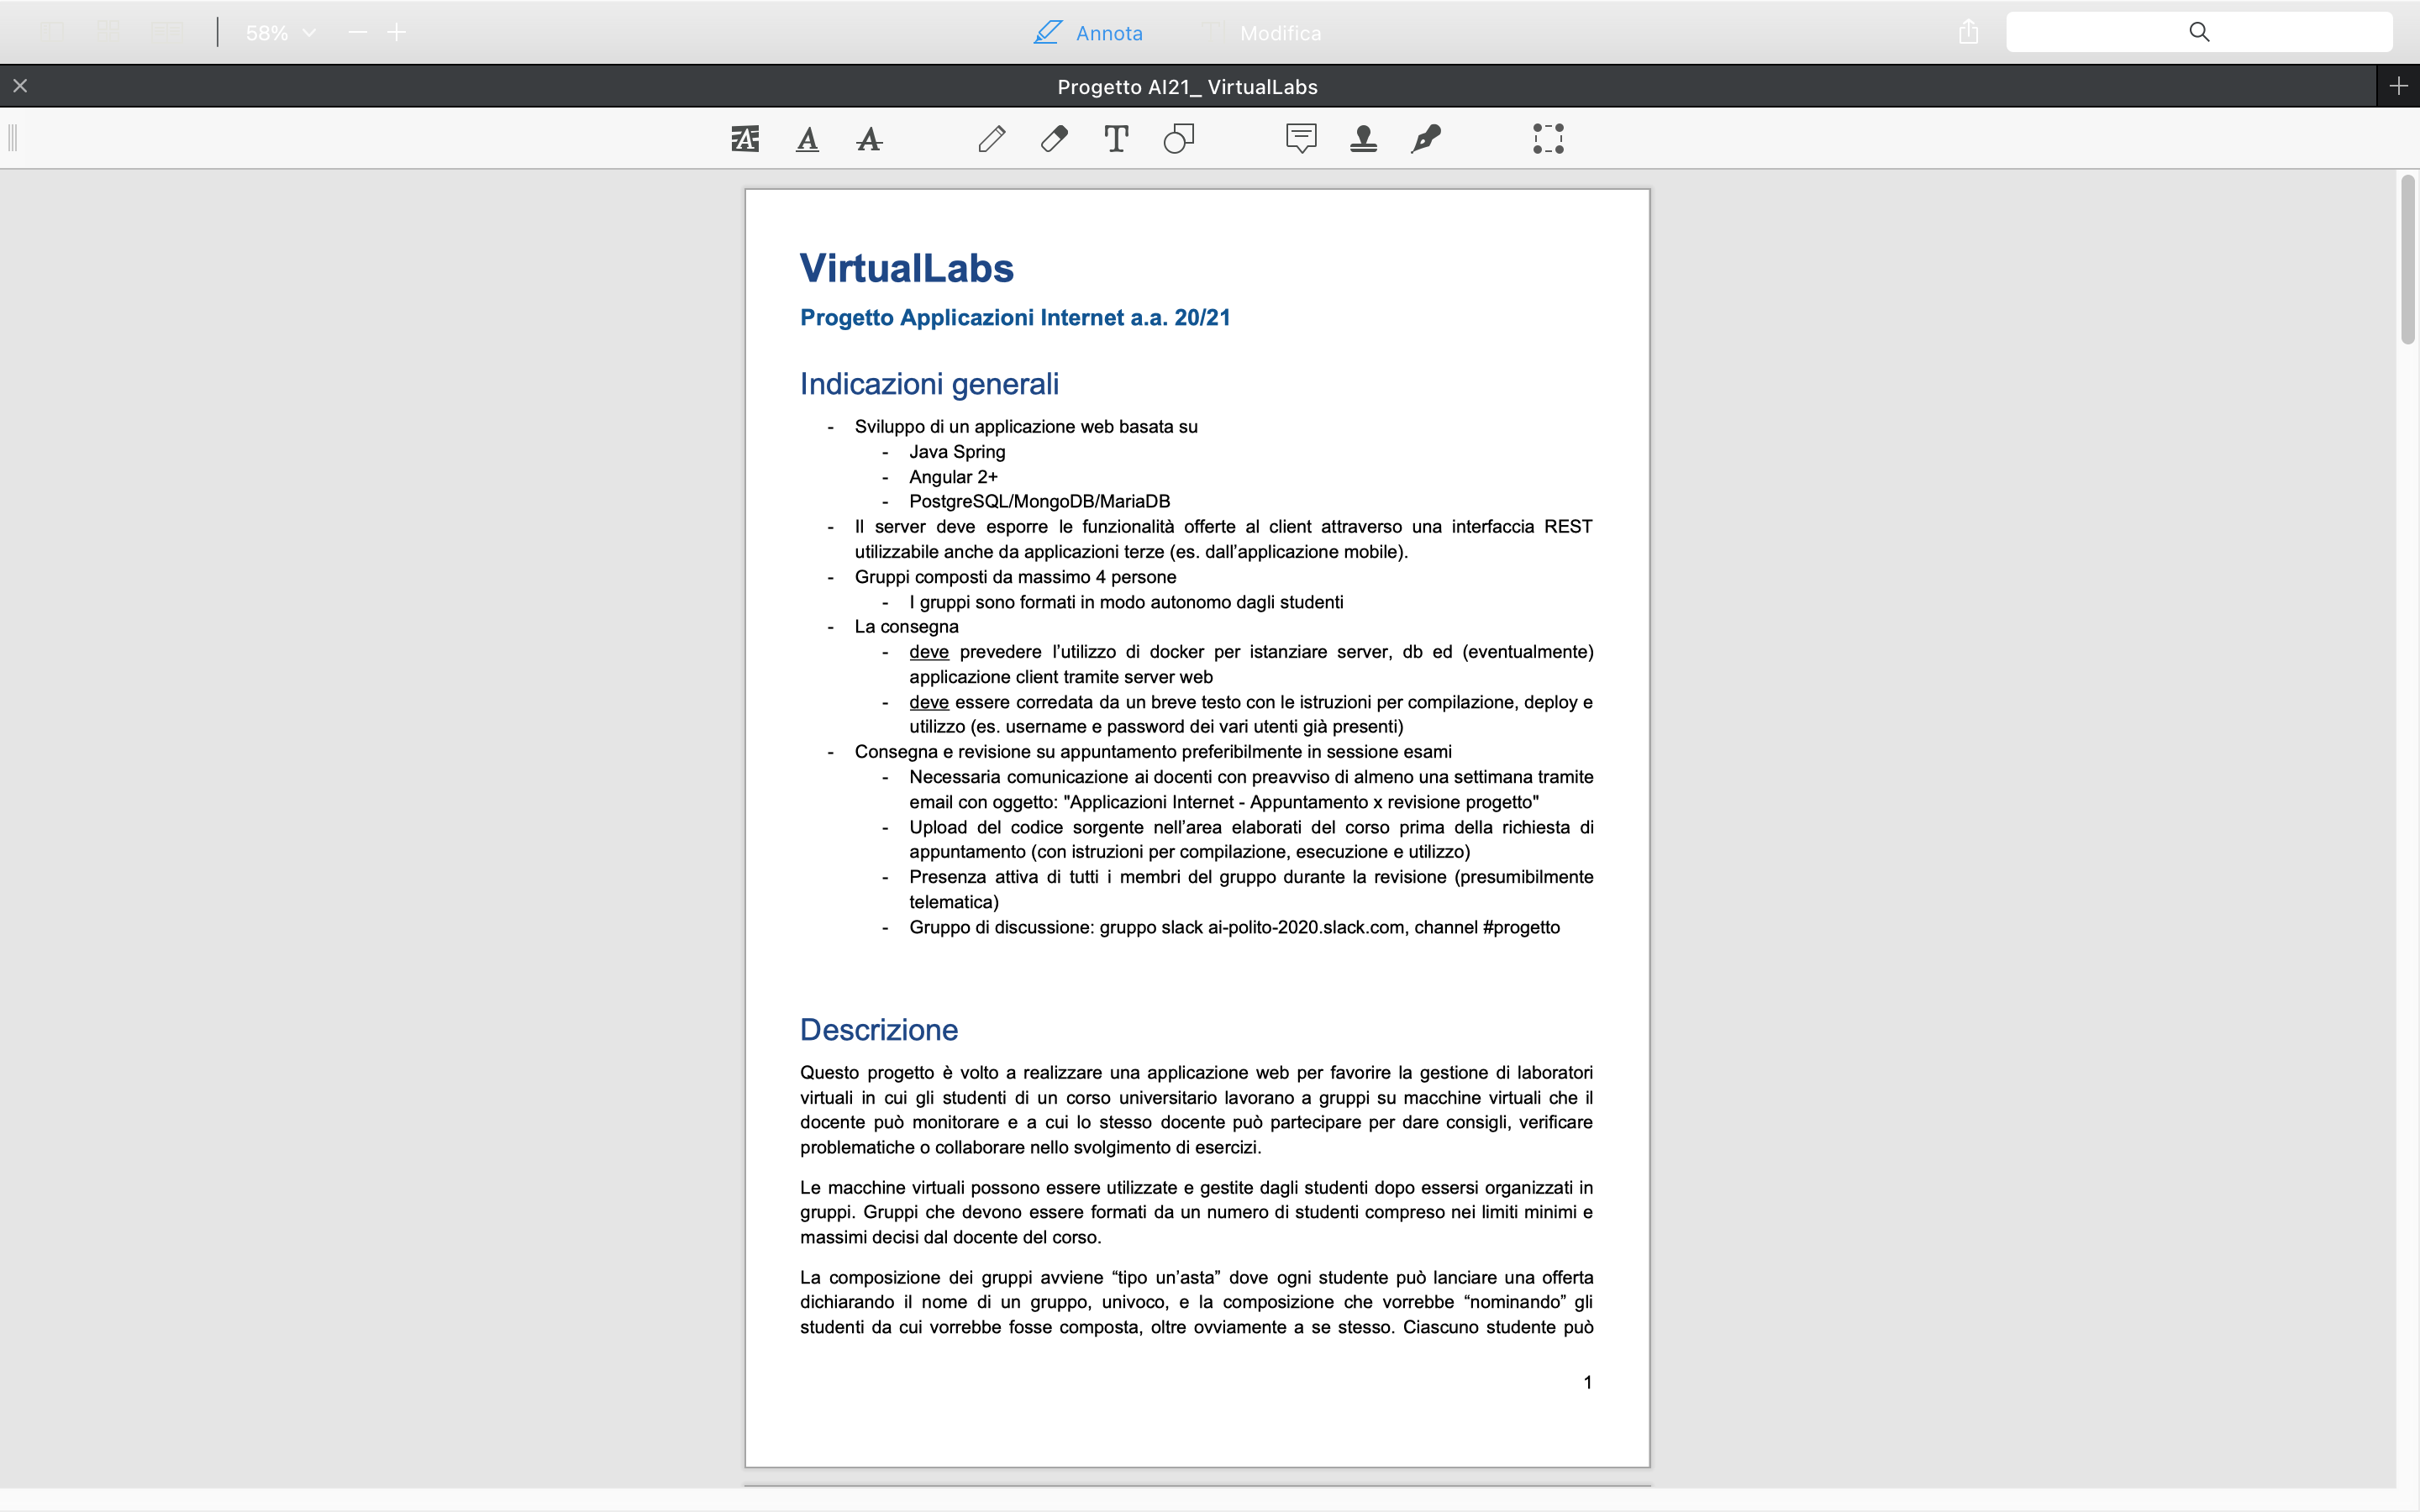 58%
Annota
Modifica
Progetto AI21_ VirtualLabs
VirtualLabs
Progetto Applicazioni Internet a.a. 20/21
Indicazioni generali
- Sviluppo di un applicazione web basata su
- Java Spring
- Angular 2+
- PostgreSQL/MongoDB/MariaDB
- Il server deve esporre le funzionalità offerte al client attraverso una interfaccia REST
utilizzabile anche da applicazioni terze (es. dall'applicazione mobile).
- Gruppi composti da massimo 4 persone
- I gruppi sono formati in modo autonomo dagli studenti
- La consegna
- deve prevedere l'utilizzo di docker per istanziare server, db ed (eventualmente)
applicazione client tramite server web
- deve essere corredata da un breve testo con le istruzioni per compilazione, deploy e
utilizzo (es. username e password dei vari utenti già presenti)
- Consegna e revisione su appuntamento preferibilmente in sessione esami
- Necessaria comunicazione ai docenti con preavviso di almeno una settimana tramite
email con oggetto: "Applicazioni Internet - Appuntamento x revisione progetto"
- Upload del codice sorgente nell'area elaborati del corso prima della richiesta di
appuntamento (con istruzioni per compilazione, esecuzione e utilizzo)
- Presenza attiva di tutti i membri del gruppo durante la revisione (presumibilmente
telematica)
- Gruppo di discussione: gruppo slack ai-polito-2020.slack.com, channel #progetto
Descrizione
Questo progetto è volto a realizzare una applicazione web per favorire la gestione di laboratori
virtuali in cui gli studenti di un corso universitario lavorano a gruppi su macchine virtuali che il
docente può monitorare e a cui lo stesso docente può partecipare per dare consigli, verificare
problematiche o collaborare nello svolgimento di esercizi.
Le macchine virtuali possono essere utilizzate e gestite dagli studenti dopo essersi organizzati in
gruppi. Gruppi che devono essere formati da un numero di studenti compreso nei limiti minimi e
massimi decisi dal docente del corso.
La composizione dei gruppi avviene “tipo un'asta” dove ogni studente può lanciare una offerta
dichiarando il nome di un gruppo, univoco, e la composizione che vorrebbe “nominando” gli
studenti da cui vorrebbe fosse composta, oltre ovviamente a se stesso. Ciascuno studente può
1